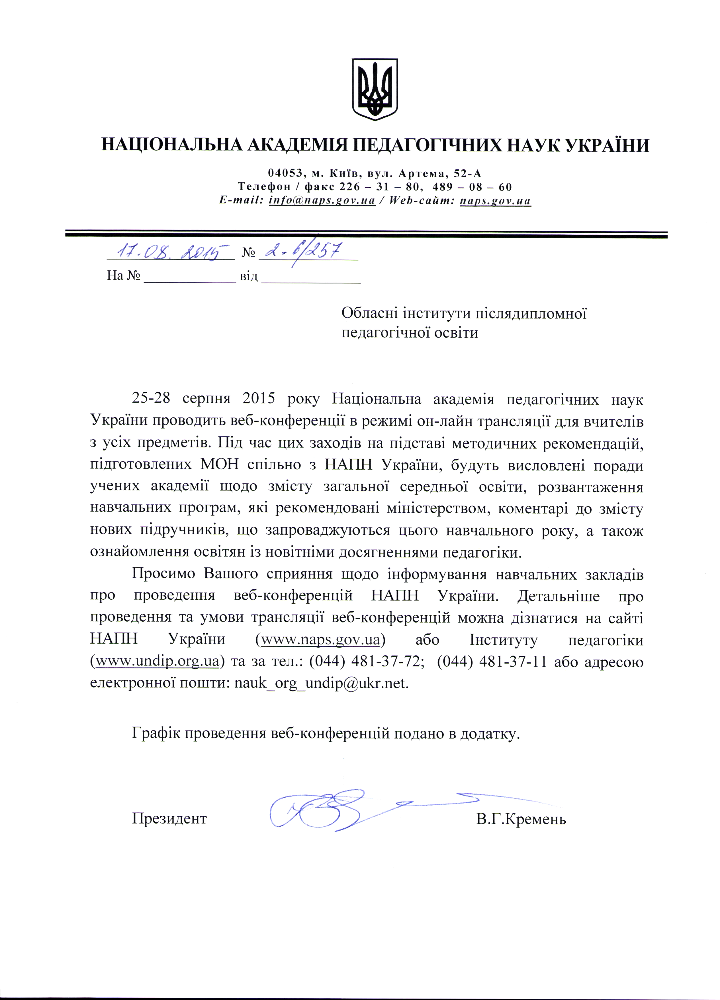 НАЦІОНАЛЬНА АКАДЕМІЯ ПЕДАГОГІЧНИХ НАУК УКРАЇНИ
04053, м. Київ, вул. Артема, 52-А
Телефон / факс 226 – 31 – 80, 489 – 08 – 60
E-mail: info@naps.gov.ua / Web-сайт: naps.gov.ua
17.08.2015 № 2-6/257
На № ____________ від ____________
Обласні інститути післядипломної
педагогічної освіти
25-28 серпня 2015 року Національна академія педагогічних наук
України проводить веб-конференції в режимі он-лайн трансляції для вчителів
з усіх предметів. Під час цих заходів на підставі методичних рекомендацій,
підготовлених МОН спільно з НАПН України, будуть висловлені поради
учених академії щодо змісту загальної середньої освіти, розвантаження
навчальних програм, які рекомендовані міністерством, коментарі до змісту
нових підручників, що запроваджуються цього навчального року, а також
ознайомлення освітян із новітніми досягненнями педагогіки.
Просимо Вашого сприяння щодо інформування навчальних закладів
про проведення веб-конференцій НАПН України. Детальніше про
проведення та умови трансляції веб-конференцій можна дізнатися на сайті
НАПН України (www.naps.gov.ua) або Інституту педагогіки
(www.undip.org.ua) та за тел.: (044) 481-37-72; (044) 481-37-11 або адресою
електронної пошти: nauk_org_undip@ukr.net.
Графік проведення веб-конференцій подано в додатку.
Президент В.Г.Кремень